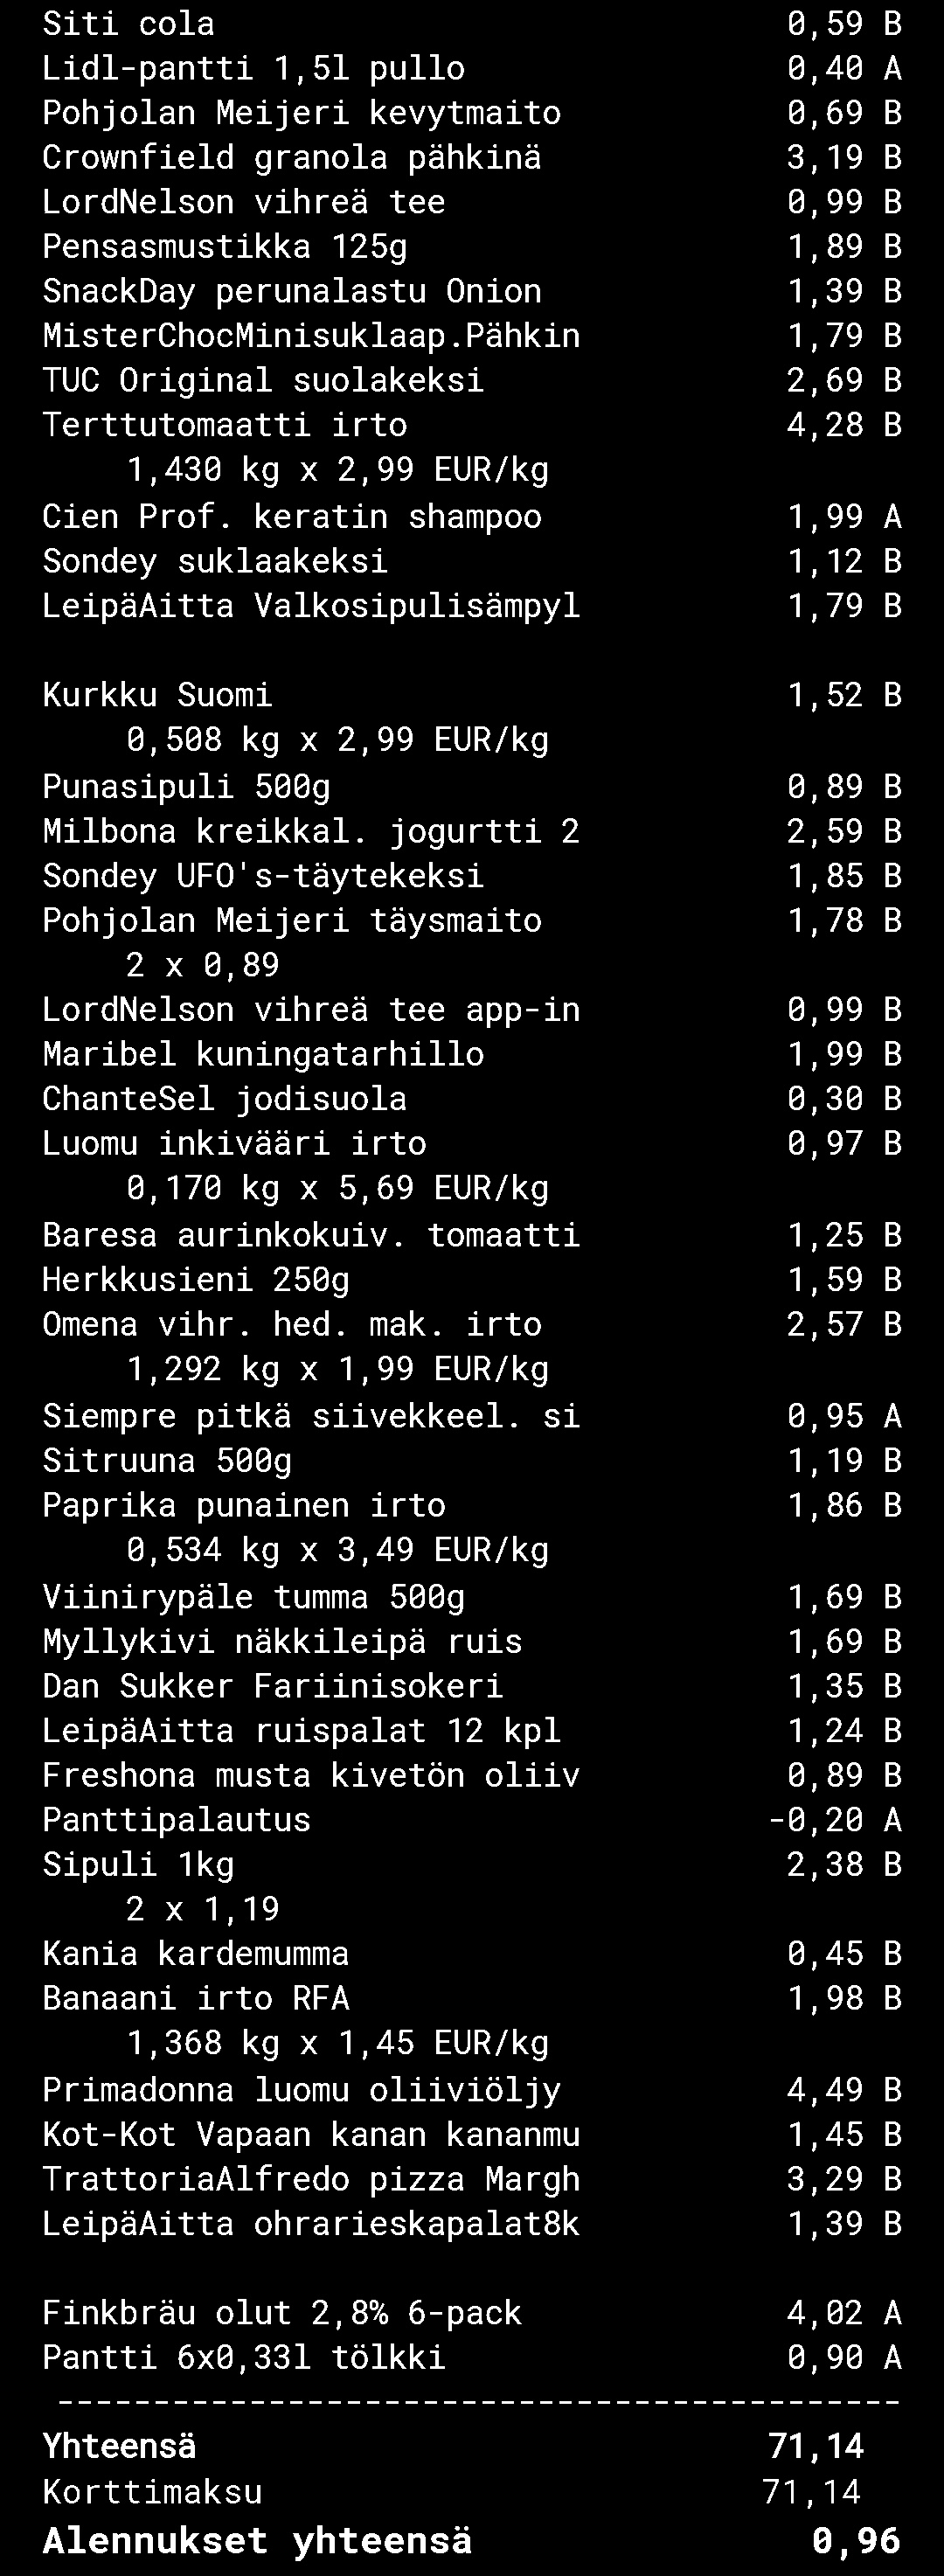 Siti cola 0,59 B
Lidl-pantti 1,5l pullo 0,40 A
Pohjolan Meijeri kevytmaito 0,69 B
Crownfield granola pähkinä 3,19 B
LordNelson vihreä tee 0,99 B
Pensasmustikka 125g 1,89 B
SnackDay perunalastu Onion 1,39 B
MisterChocMinisuklaap.Pähkin 1,79 B
TUC Original suolakeksi 2,69 B
Terttutomaatti irto 4,28 B
1,430 kg x 2,99 EUR/kg
Cien Prof. keratin shampoo 1,99 A
Sondey suklaakeksi 1,12 B
LeipäAitta Valkosipulisämpyl 1,79 B
Kurkku Suomi 1,52 B
0,508 kg x 2,99 EUR/kg
Punasipuli 500g 0,89 B
Milbona kreikkal. jogurtti 2 2,59 B
Sondey UFO's-täytekeksi 1,85 B
Pohjolan Meijeri täysmaito 1,78 B
2 x 0,89
LordNelson vihreä tee app-in 0,99 B
Maribel kuningatarhillo 1,99 B
ChanteSel jodisuola 0,30 B
Luomu inkivääri irto 0,97 B
0,170 kg x 5,69 EUR/kg
Baresa aurinkokuiv. tomaatti 1,25 B
Herkkusieni 250g 1,59 B
Omena vihr. hed. mak. irto 2,57 B
1,292 kg x 1,99 EUR/kg
Siempre pitkä siivekkeel. si 0,95 A
Sitruuna 500g 1,19 B
Paprika punainen irto 1,86 B
0,534 kg x 3,49 EUR/kg
Viinirypäle tumma 500g 1,69 B
Myllykivi näkkileipä ruis 1,69 B
Dan Sukker Fariinisokeri 1,35 B
LeipäAitta ruispalat 12 kpl 1,24 B
Freshona musta kivetön oliiv 0,89 B
Panttipalautus -0,20 A
Sipuli 1kg 2,38 B
2 x 1,19
Kania kardemumma 0,45 B
Banaani irto RFA 1,98 B
1,368 kg x 1,45 EUR/kg
Primadonna luomu oliiviöljy 4,49 B
Kot-Kot Vapaan kanan kananmu 1,45 B
TrattoriaAlfredo pizza Margh 3,29 B
LeipäAitta ohrarieskapalat8k 1,39 B
Finkbräu olut 2,8% 6-pack 4,02 A
Pantti 6x0,33l tölkki 0,90 A
--------------------------------------------
Yhteensä 71,14
Korttimaksu 71,14
Alennukset yhteensä 0,96